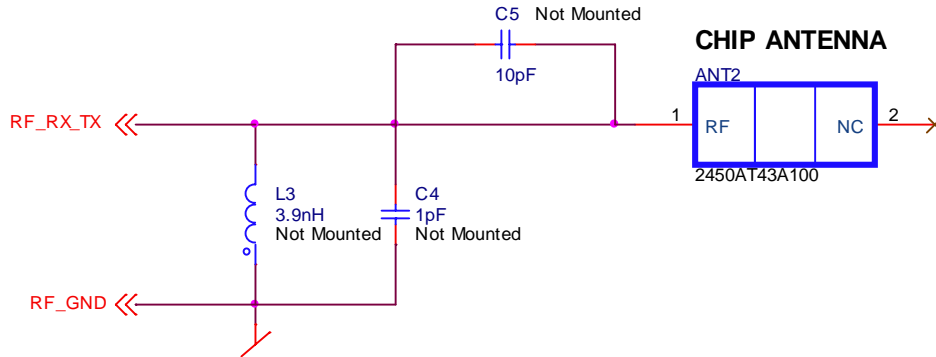 C5 Not Mounted
10pF
CHIP ANTENNA
ANT2
RF_RX_TX
1
RF
NC
2
2450AT43A100
L3
3.9nH
Not Mounted
C4
1pF
Not Mounted
RF_GND